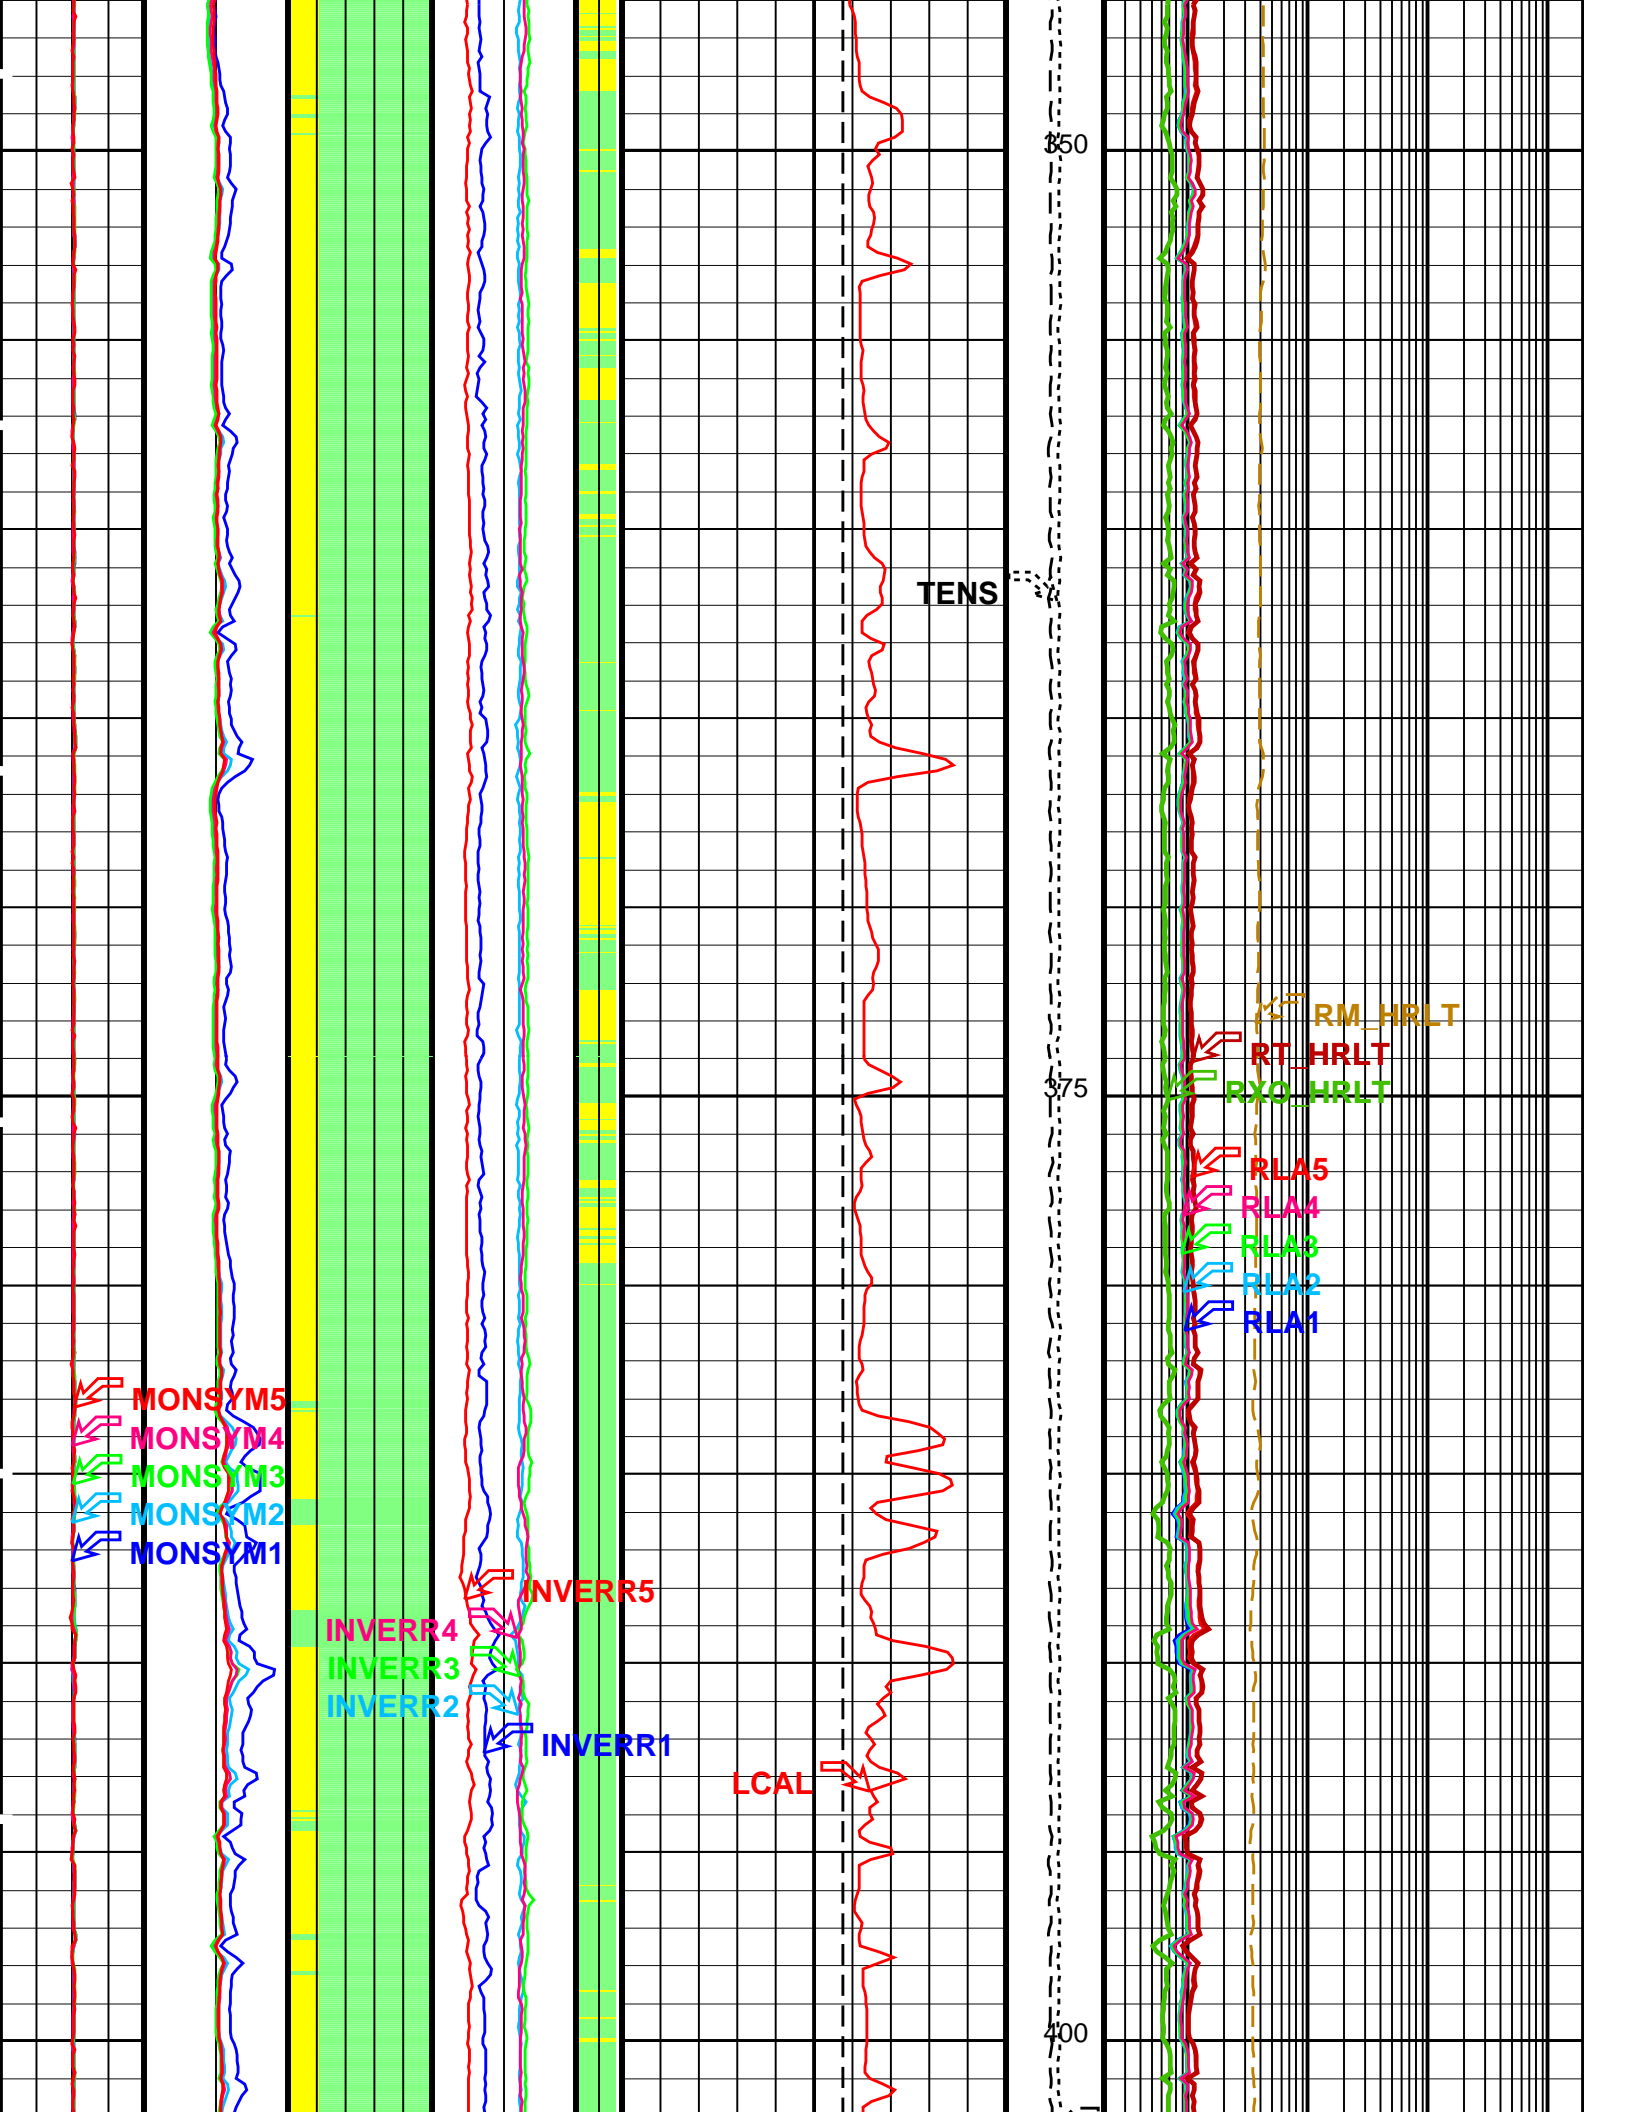 350
TENS
RM_HRLT
RT_HRLT
375
RXO_HRLT
RLA5
RLA4
RLA3
RLA2
RLA1
MONSYM5
MONSYM4
MONSYM3
MONSYM2
MONSYM1
INVERR5
INVERR4
INVERR3
INVERR2
INVERR1
LCAL
400